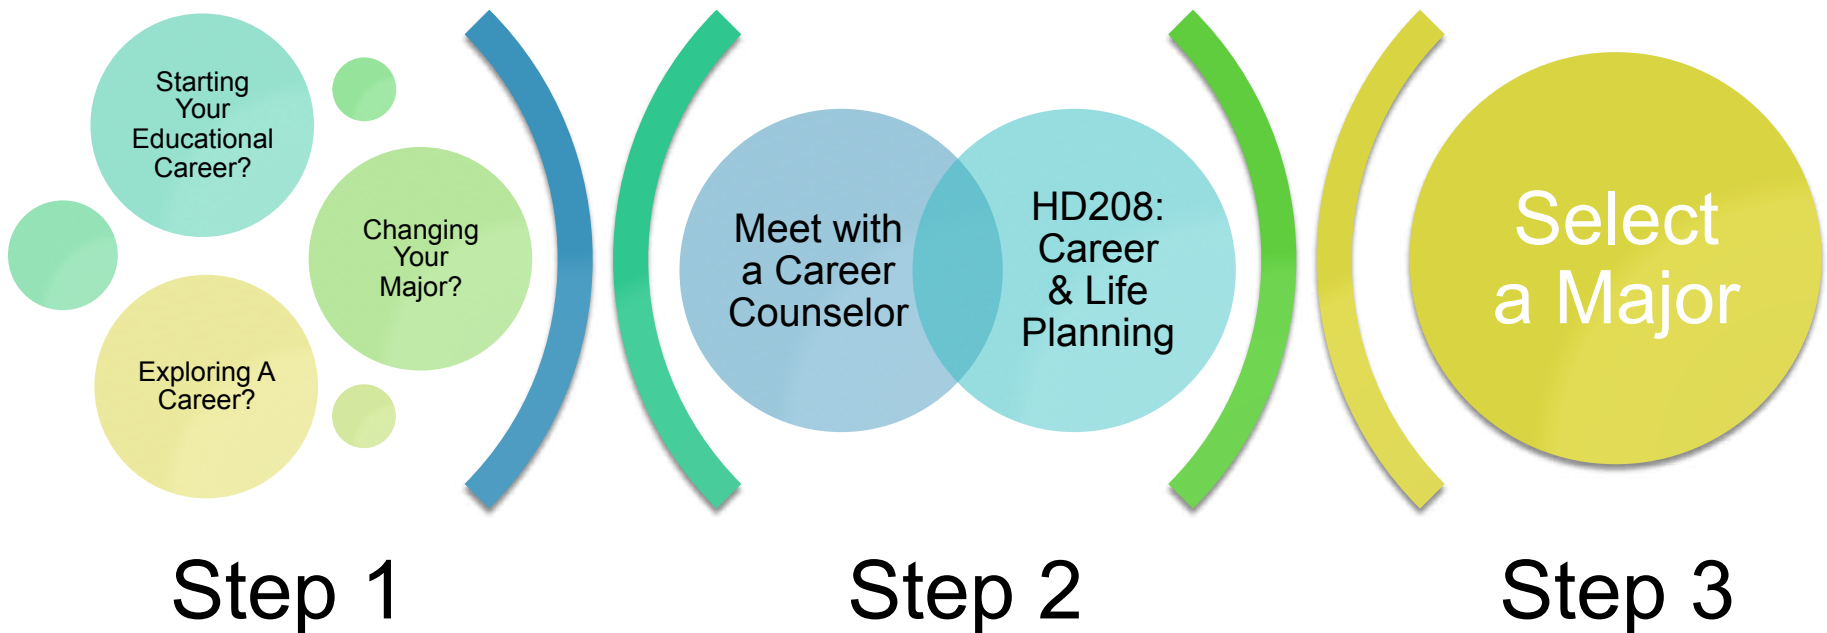 Starting
Your
Educational
Career?
Changing
Your
Major?
Exploring A
Career?
Meet with
a Career
Counselor
HD208:
Career
& Life
Planning
Select
a Major
Step 1
Step 2
Step 3